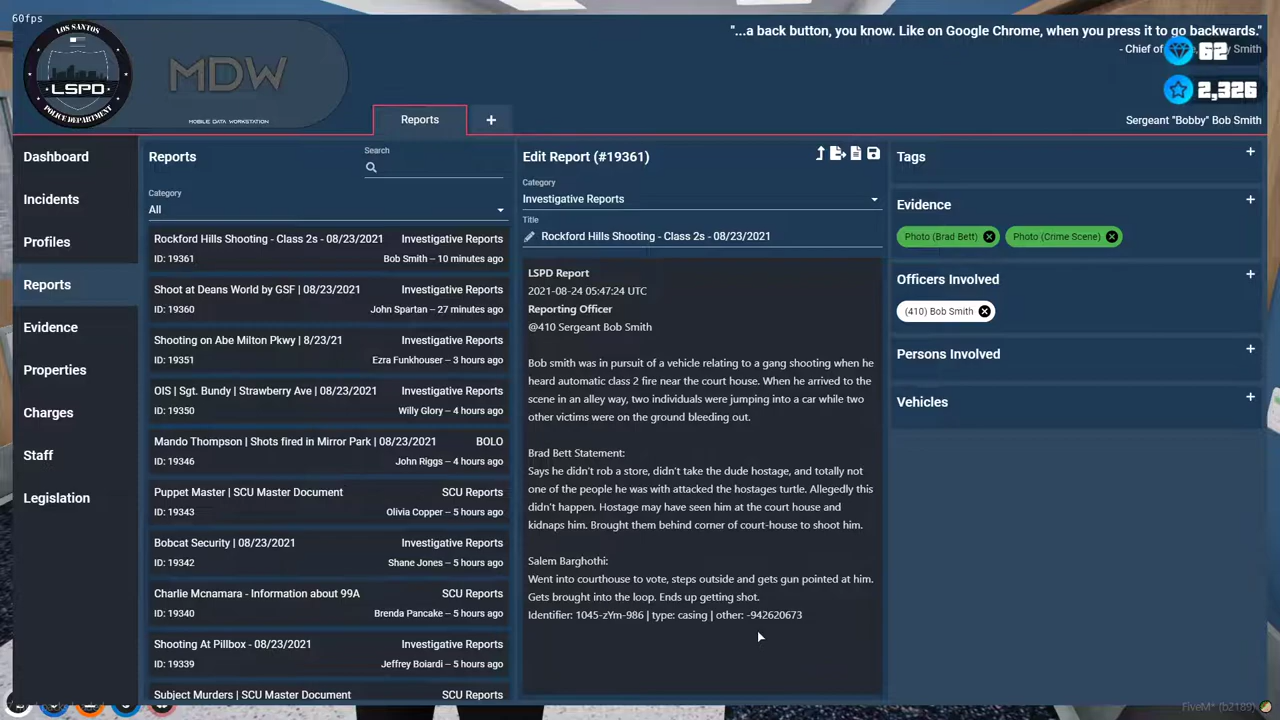 60fps
LOS SANTOS
LSPD
POLICE DEPARTMENT
MDW
MOBILE DATA WORKSTATION
Reports
+
"...a back button, you know. Like on Google Chrome, when you press it to go backwards."
- Chief of
Smith
62
2,326
Sergeant "Bobby" Bob Smith
Dashboard
Incidents
Profiles
Reports
Evidence
Properties
Charges
Staff
Legislation
Reports
Search
Category
All
Rockford Hills Shooting - Class 2s - 08/23/2021 Investigative Reports
ID: 19361 Bob Smith – 10 minutes ago
Shoot at Deans World by GSF | 08/23/2021 Investigative Reports
ID: 19360 John Spartan – 27 minutes ago
Shooting on Abe Milton Pkwy | 8/23/21 Investigative Reports
ID: 19351 Ezra Funkhouser – 3 hours ago
OIS | Sgt. Bundy | Strawberry Ave | 08/23/2021 Investigative Reports
ID: 19350 Willy Glory – 4 hours ago
Mando Thompson | Shots fired in Mirror Park | 08/23/2021 BOLO
ID: 19346 John Riggs – 4 hours ago
Puppet Master | SCU Master Document SCU Reports
ID: 19343 Olivia Copper – 5 hours ago
Bobcat Security | 08/23/2021 Investigative Reports
ID: 19342 Shane Jones – 5 hours ago
Charlie Mcnamara - Information about 99A SCU Reports
ID: 19340 Brenda Pancake – 5 hours ago
Shooting At Pillbox - 08/23/2021 Investigative Reports
ID: 19339 Jeffrey Boiardi – 5 hours ago
Subject Murders | SCU Master Document SCU Reports
Edit Report (#19361)
Category
Investigative Reports
Title
Rockford Hills Shooting - Class 2s - 08/23/2021
LSPD Report
2021-08-24 05:47:24 UTC
Reporting Officer
@410 Sergeant Bob Smith
Bob smith was in pursuit of a vehicle relating to a gang shooting when he
heard automatic class 2 fire near the court house. When he arrived to the
scene in an alley way, two individuals were jumping into a car while two
other victims were on the ground bleeding out.
Brad Bett Statement:
Says he didn't rob a store, didn't take the dude hostage, and totally not
one of the people he was with attacked the hostages turtle. Allegedly this
didn't happen. Hostage may have seen him at the court house and
kidnaps him. Brought them behind corner of court-house to shoot him.
Salem Barghothi:
Went into courthouse to vote, steps outside and gets gun pointed at him.
Gets brought into the loop. Ends up getting shot.
Identifier: 1045-zYm-986 | type: casing | other: -942620673
Tags +
Evidence +
Photo (Brad Bett) Photo (Crime Scene)
Officers Involved +
(410) Bob Smith
Persons Involved +
Vehicles +
FiveM* (b2189)